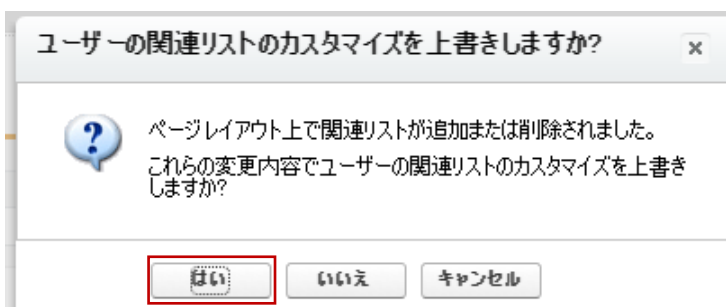 ユーザーの関連リストのカスタマイズを上書きしますか?
ページレイアウト上で関連リストが追加または削除されました。
これらの変更内容でユーザーの関連リストのカスタマイズを上書き
しますか?
はい いいえ キャンセル